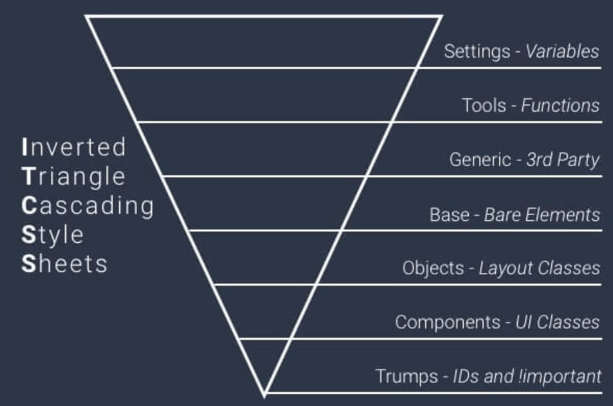 Inverted
Triangle
Cascading
Style
Sheets
Settings - Variables
Tools - Functions
Generic - 3rd Party
Base - Bare Elements
Objects - Layout Classes
Components - UI Classes
Trumps - IDs and !important